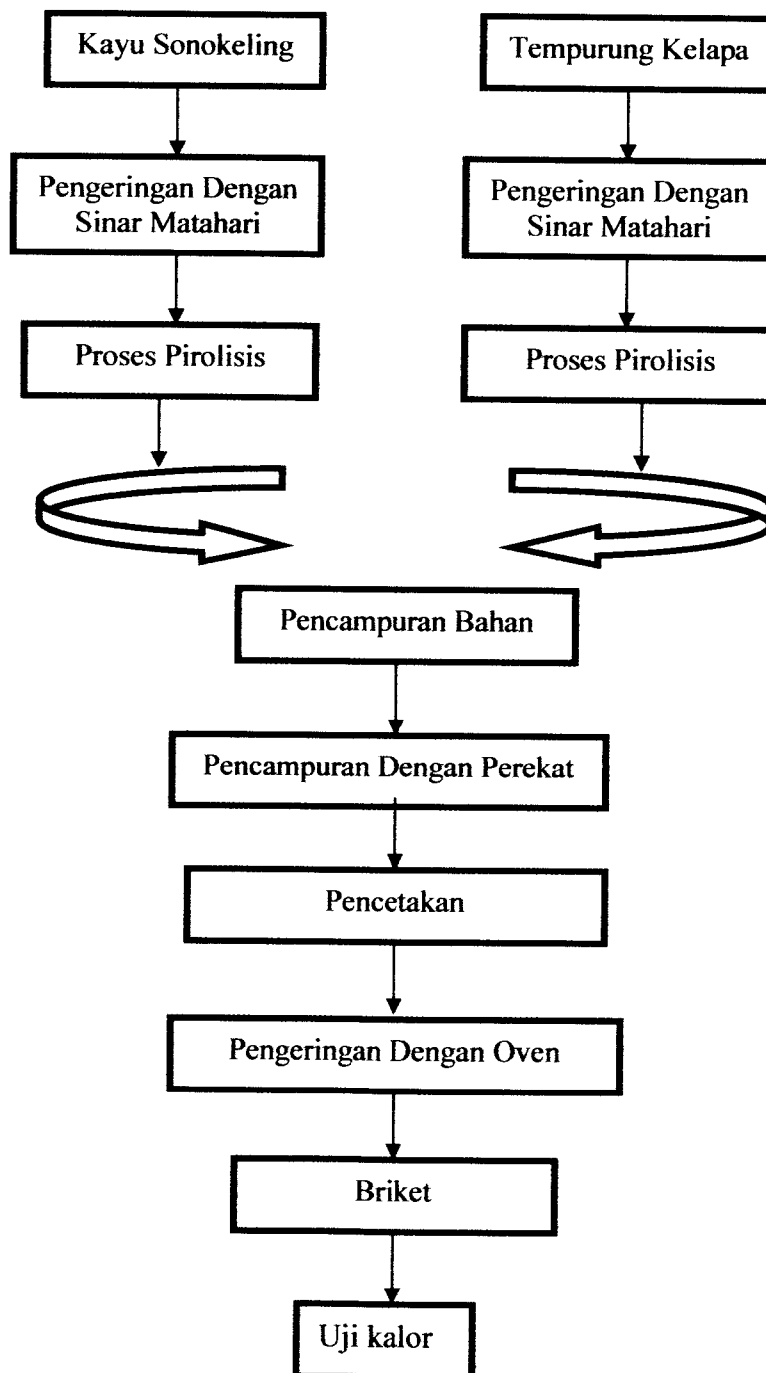 Kayu Sonokeling
Tempurung Kelapa
Pengeringan Dengan
Sinar Matahari
Pengeringan Dengan
Sinar Matahari
Proses Pirolisis
Proses Pirolisis
Pencampuran Bahan
Pencampuran Dengan Perekat
Pencetakan
Pengeringan Dengan Oven
Briket
Uji kalor